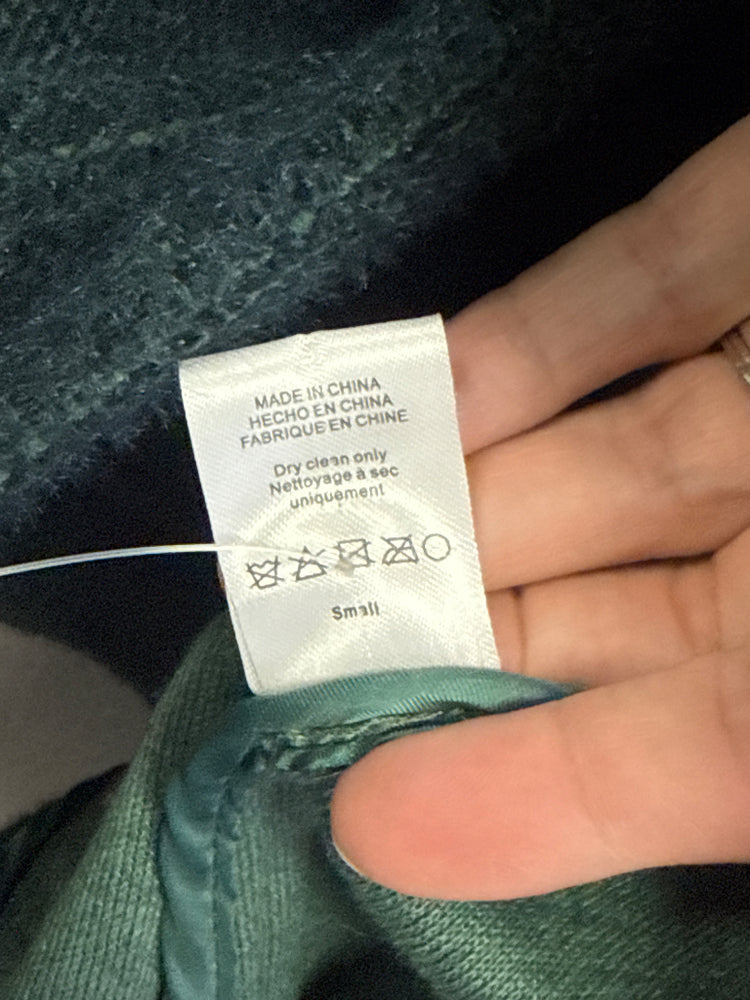 MADE IN CHINA
HECHO EN CHINA
FABRIQUE EN CHINE
Dry clean only
Nettoyage à sec
uniquement
Small